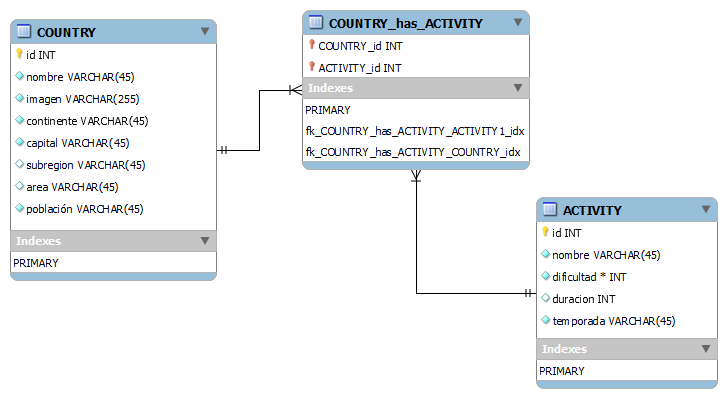 COUNTRY
id INT
nombre VARCHAR(45)
imagen VARCHAR(255)
continente VARCHAR(45)
capital VARCHAR(45)
subregion VARCHAR(45)
area VARCHAR(45)
población VARCHAR(45)
Indexes
PRIMARY
COUNTRY_has_ACTIVITY
COUNTRY_id INT
ACTIVITY_id INT
Indexes
PRIMARY
fk_COUNTRY_has_ACTIVITY_ACTIVITY1_idx
fk_COUNTRY_has_ACTIVITY_COUNTRY_idx
ACTIVITY
id INT
nombre VARCHAR(45)
dificultad * INT
duracion INT
temporada VARCHAR(45)
Indexes
PRIMARY